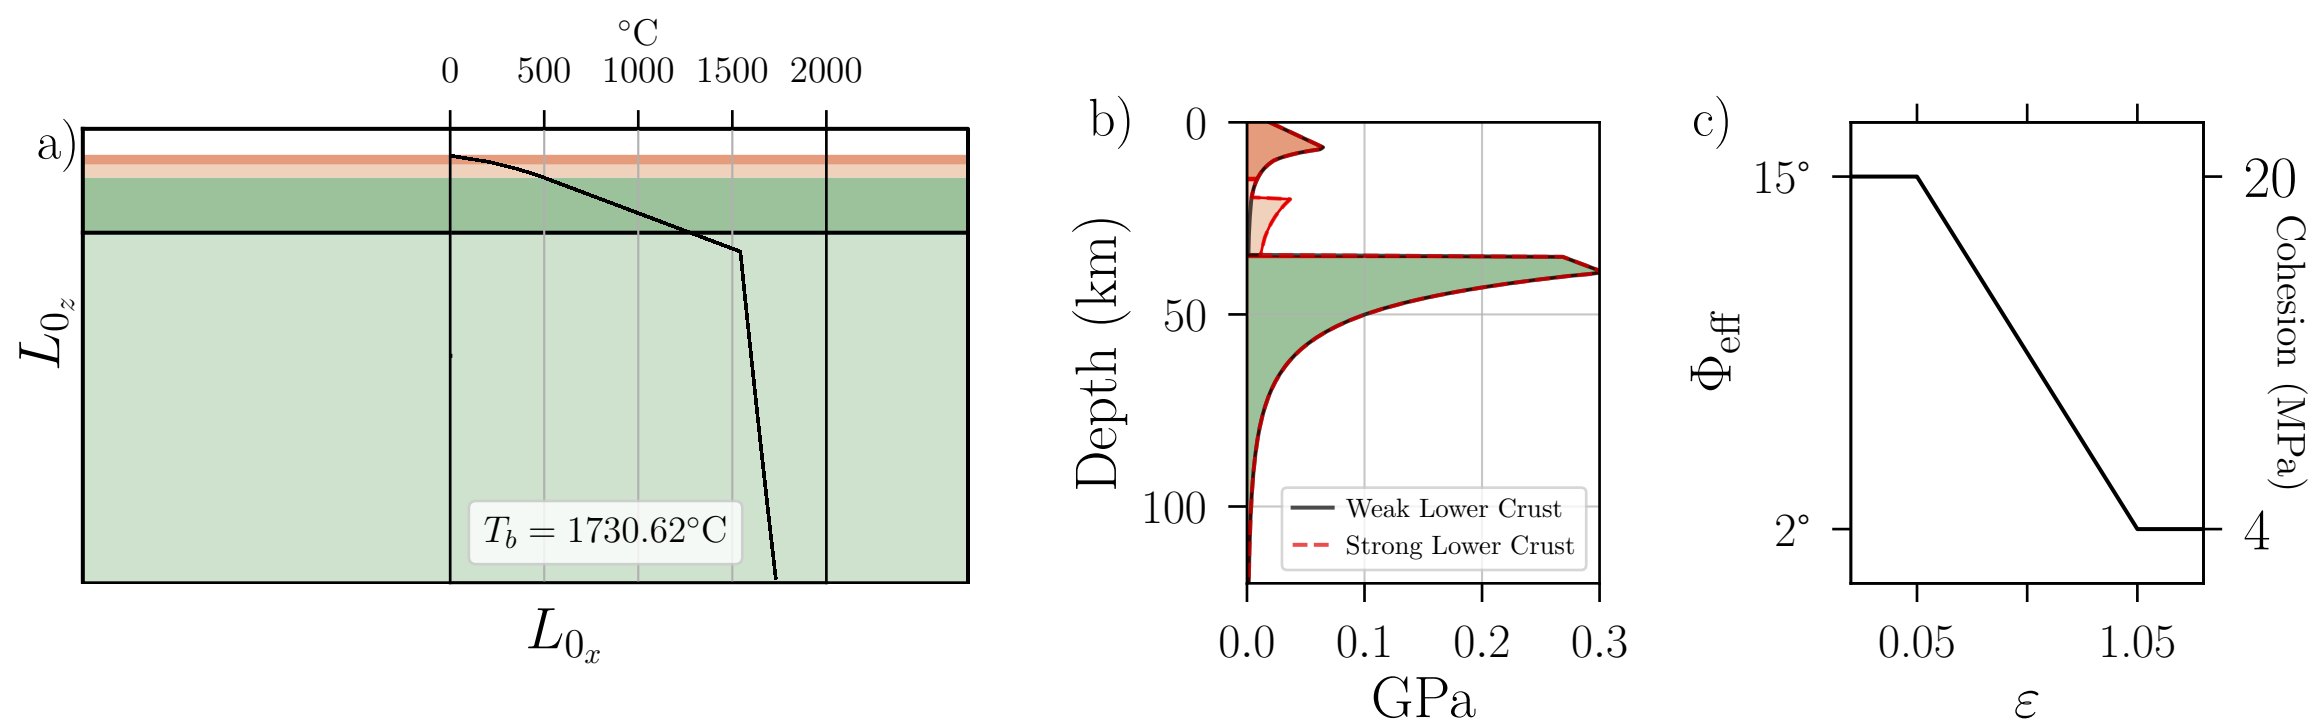 °C
0 500 1000 1500 2000
a)
L0z
Tb = 1730.62°C
L0x
b)
0
50
100
Depth (km)
Weak Lower Crust
Strong Lower Crust
0.0 0.1 0.2 0.3
GPa
c)
15°
2°
Φeff
20
4
Cohesion (MPa)
0.05 1.05
ε